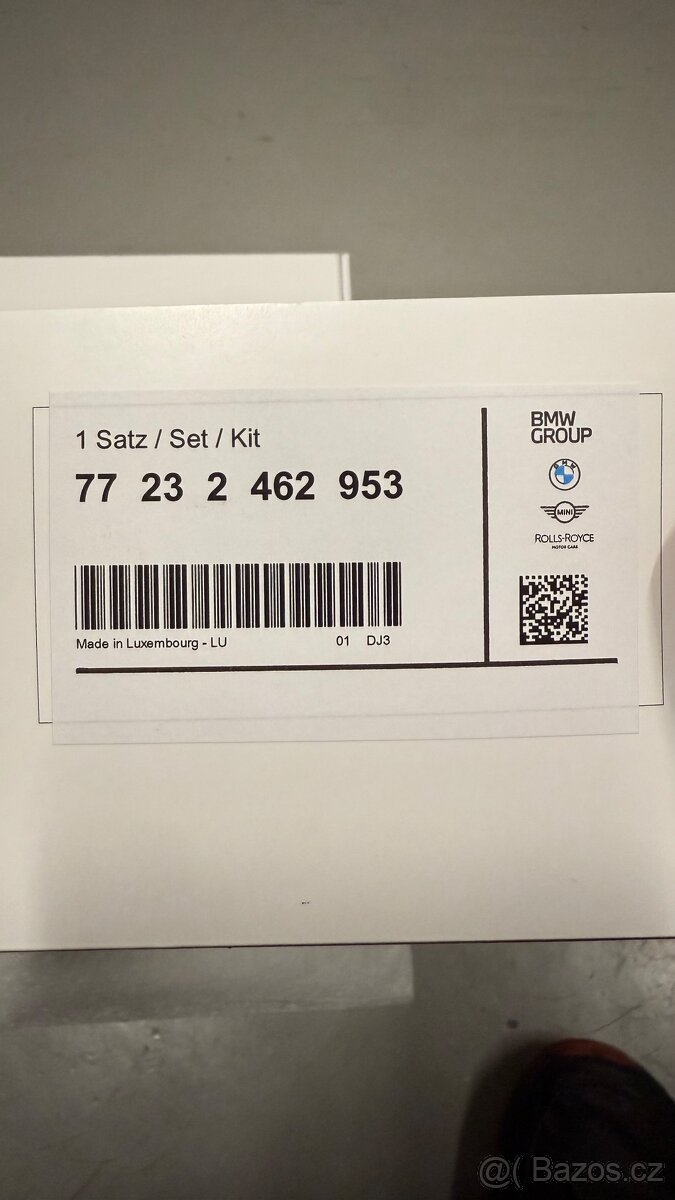 1 Satz / Set / Kit
77 23 2 462 953
Made in Luxembourg - LU 01 DJ3
BMW
GROUP
BMW
MINI
ROLLS-ROYCE
MOTOR CARS
@( Bazos.cz